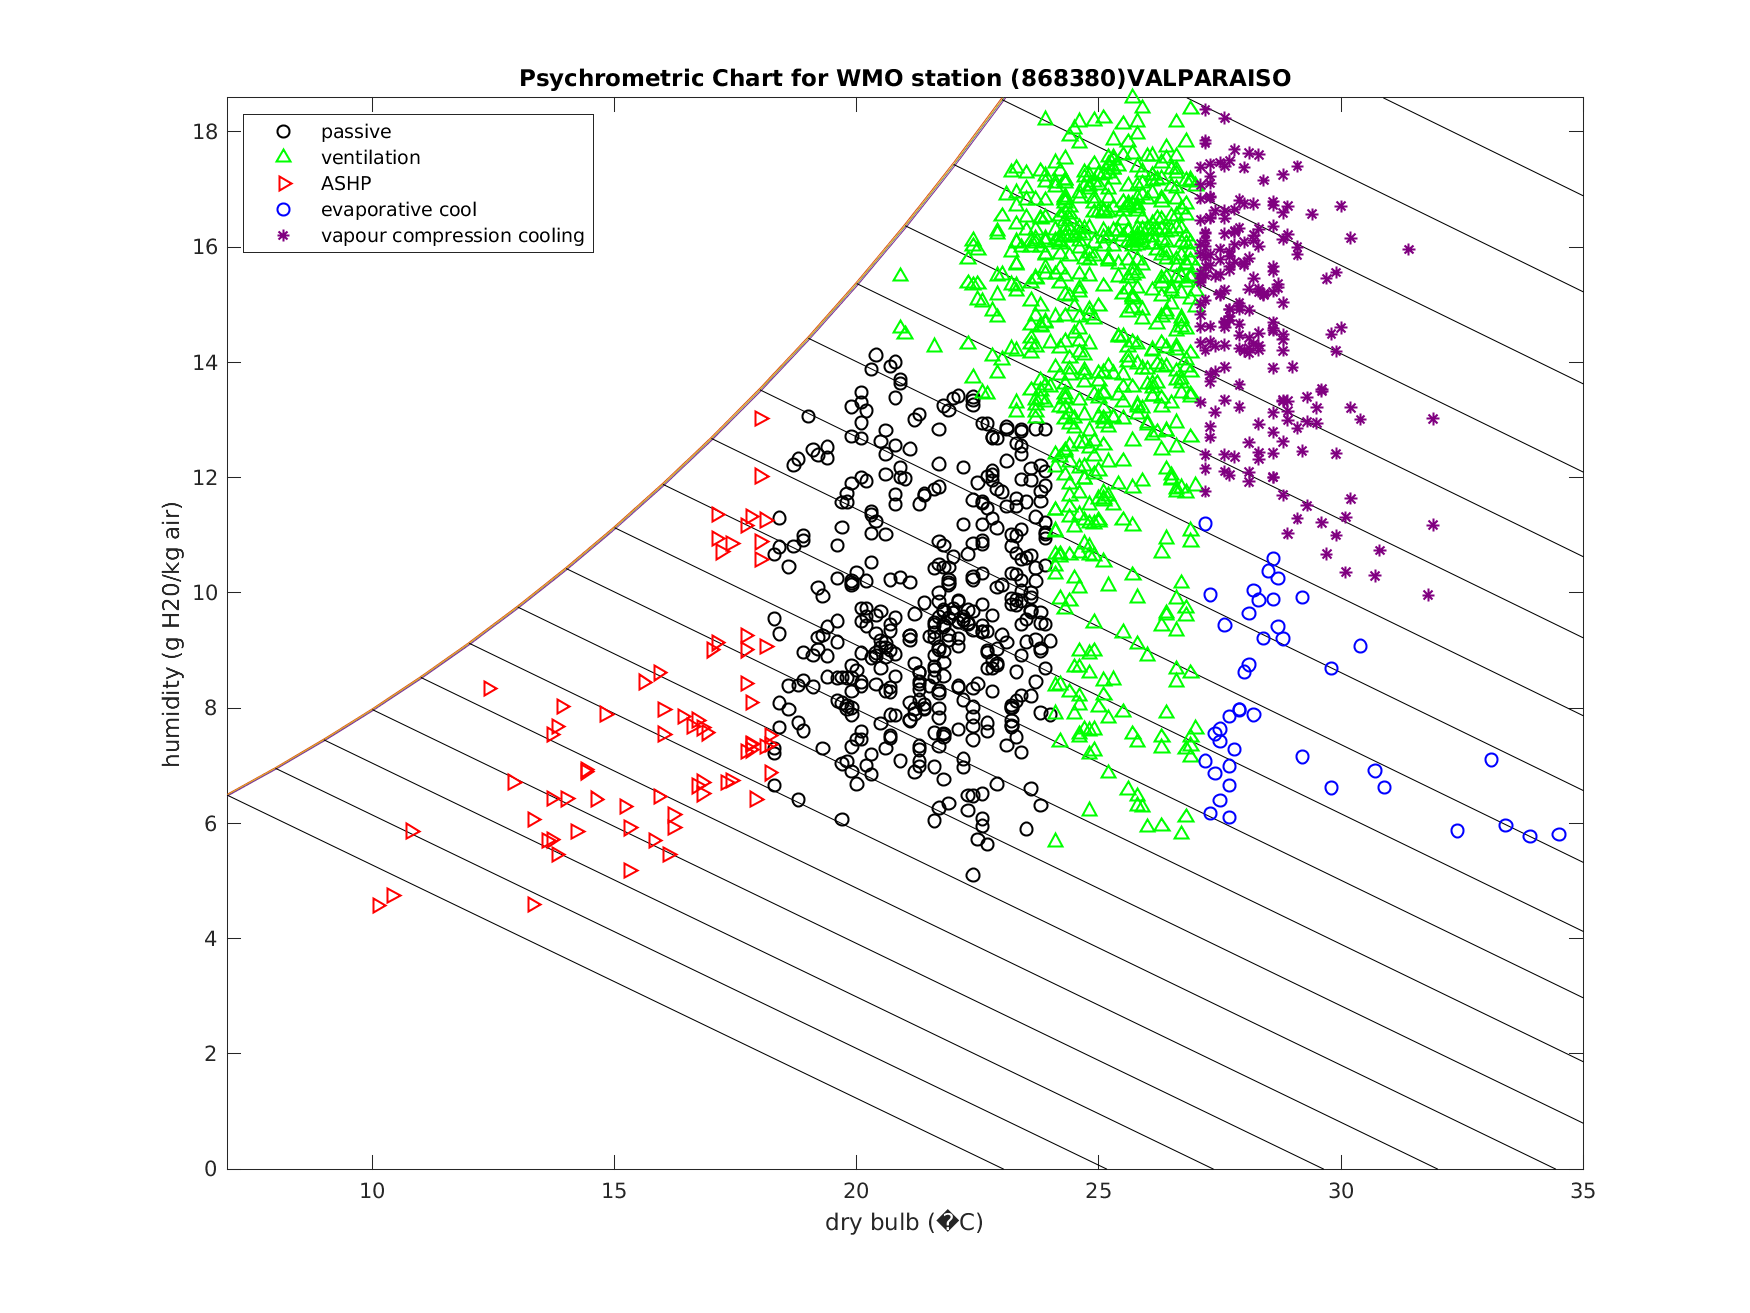 Psychrometric Chart for WMO station (868380)VALPARAISO
passive
ventilation
ASHP
evaporative cool
vapour compression cooling
humidity (g H20/kg air)
18
16
14
12
10
8
6
4
2
0
10 15 20 25 30 35
dry bulb (�C)